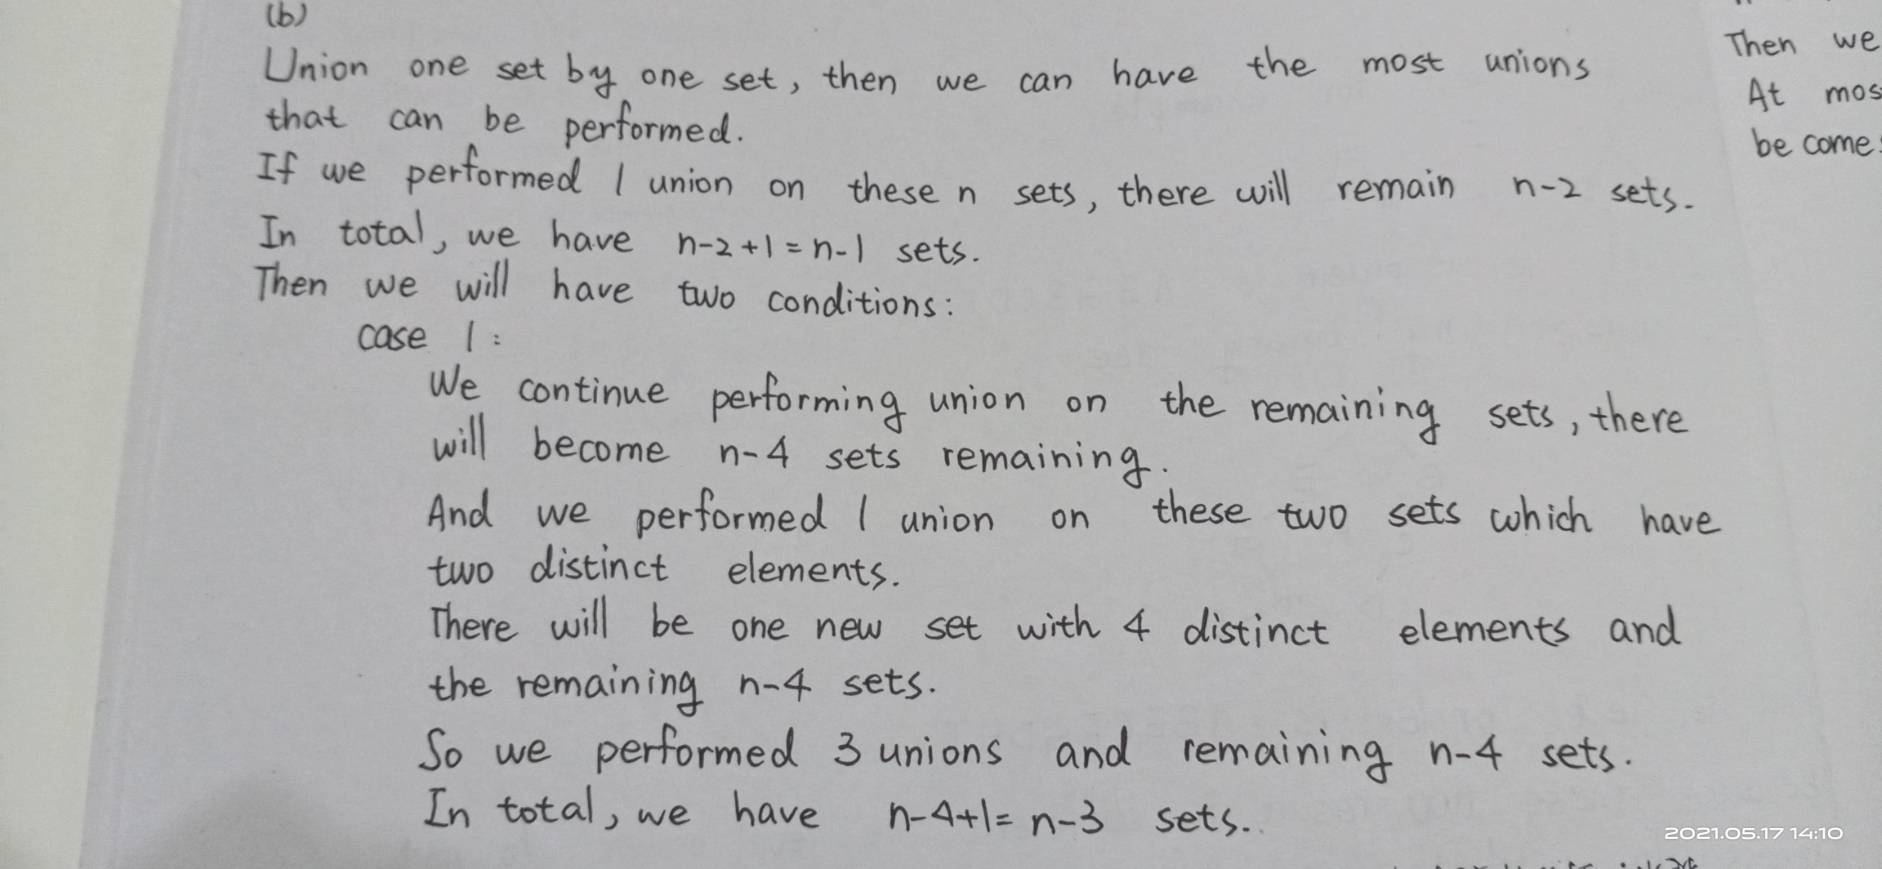 (b)
Union one set by one set, then we can have the most unions
that can be performed.
If we performed 1 union on these n sets, there will remain n-2 sets.
In total, we have n-2+1=n-1 sets.
Then we will have two conditions:
case 1:
We continue performing union on the remaining sets, there
will become n-4 sets remaining.
And we performed 1 union on these two sets which have
two distinct elements.
There will be one new set with 4 distinct elements and
the remaining n-4 sets.
So we performed 3 unions and remaining n-4 sets.
In total, we have n-4+1=n-3 sets.
Then we
At mos
be come
2021.05.17 14:10